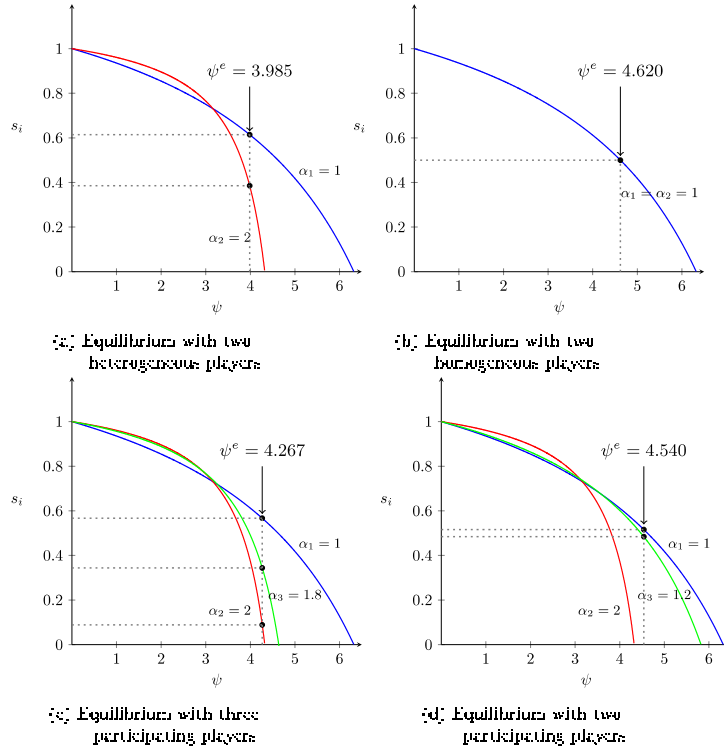 1
0.8
0.6
0.4
0.2
0
s_i
1 2 3 4 5 6
ψ
ψ^e = 3.985
α_1 = 1
α_2 = 2
(a) Equilibrium with two
heterogeneous players
1
0.8
0.6
0.4
0.2
0
s_i
1 2 3 4 5 6
ψ
ψ^e = 4.620
α_1 = α_2 = 1
(b) Equilibrium with two
homogeneous players
1
0.8
0.6
0.4
0.2
0
s_i
1 2 3 4 5 6
ψ
ψ^e = 4.267
α_1 = 1
α_3 = 1.8
α_2 = 2
(c) Equilibrium with three
participating players
1
0.8
0.6
0.4
0.2
0
s_i
1 2 3 4 5 6
ψ
ψ^e = 4.540
α_1 = 1
α_3 = 1.2
α_2 = 2
(d) Equilibrium with two
participating players